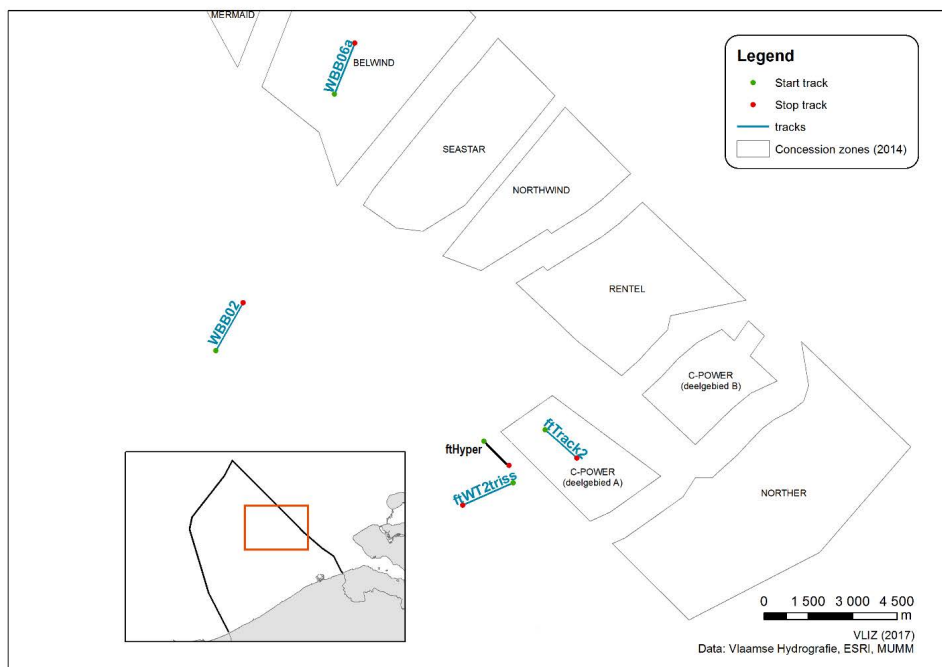 MERMAID
WBB06a
BELWIND
SEASTAR
NORTHWIND
RENTEL
C-POWER
(deelgebied B)
WBB02
ftHyper
ftTrack2
ftWT2triss
C-POWER
(deelgebied A)
NORTHER
Legend
Start track
Stop track
tracks
Concession zones (2014)
0 1 500 3 000 4 500
m
VLIZ (2017)
Data: Vlaamse Hydrografie, ESRI, MUMM